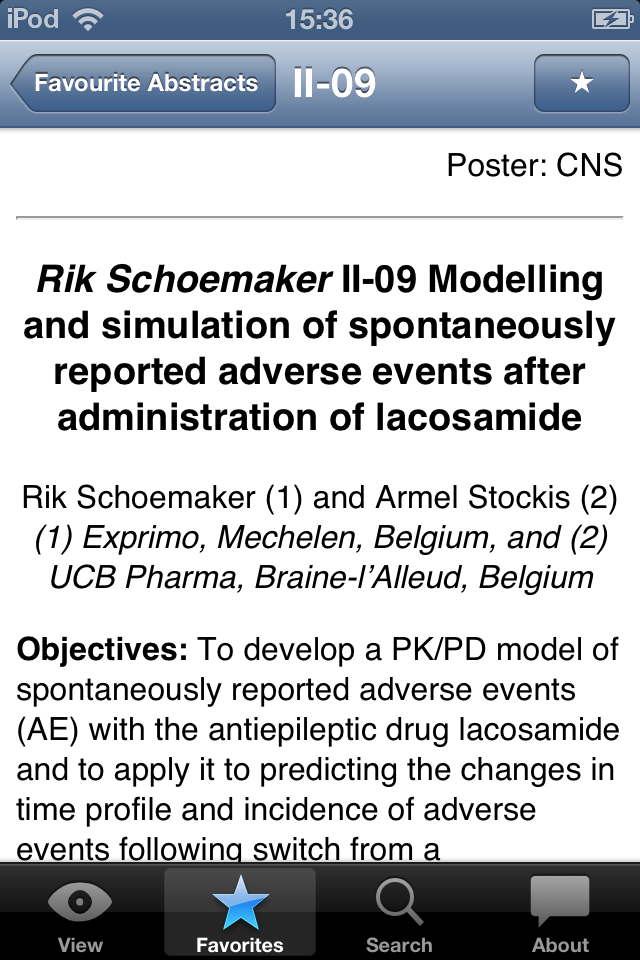 iPod 15:36
Favourite Abstracts II-09
Poster: CNS
Rik Schoemaker II-09 Modelling
and simulation of spontaneously
reported adverse events after
administration of lacosamide
Rik Schoemaker (1) and Armel Stockis (2)
(1) Exprimo, Mechelen, Belgium, and (2)
UCB Pharma, Braine-l’Alleud, Belgium
Objectives: To develop a PK/PD model of
spontaneously reported adverse events
(AE) with the antiepileptic drug lacosamide
and to apply it to predicting the changes in
time profile and incidence of adverse
events following switch from a
View Favorites Search About